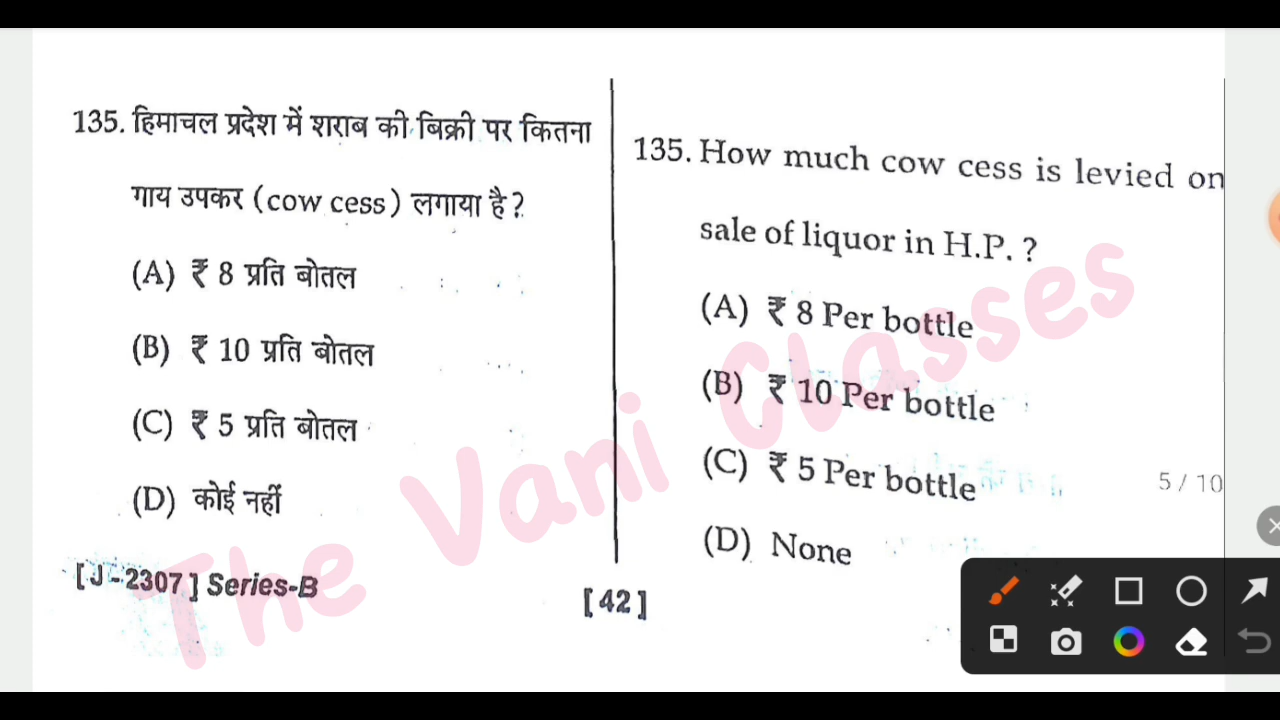 135. हिमाचल प्रदेश में शराब की बिक्री पर कितना
गाय उपकर (cow cess) लगाया है?
(A) ₹ 8 प्रति बोतल
(B) ₹ 10 प्रति बोतल
(C) ₹ 5 प्रति बोतल
(D) कोई नहीं
[ J - 2307 ] Series-B
135. How much cow cess is levied on
sale of liquor in H.P. ?
(A) ₹ 8 Per bottle
(B) ₹ 10 Per bottle
(C) ₹ 5 Per bottle
(D) None
[ 42 ]
5 / 10
The Vani Classes